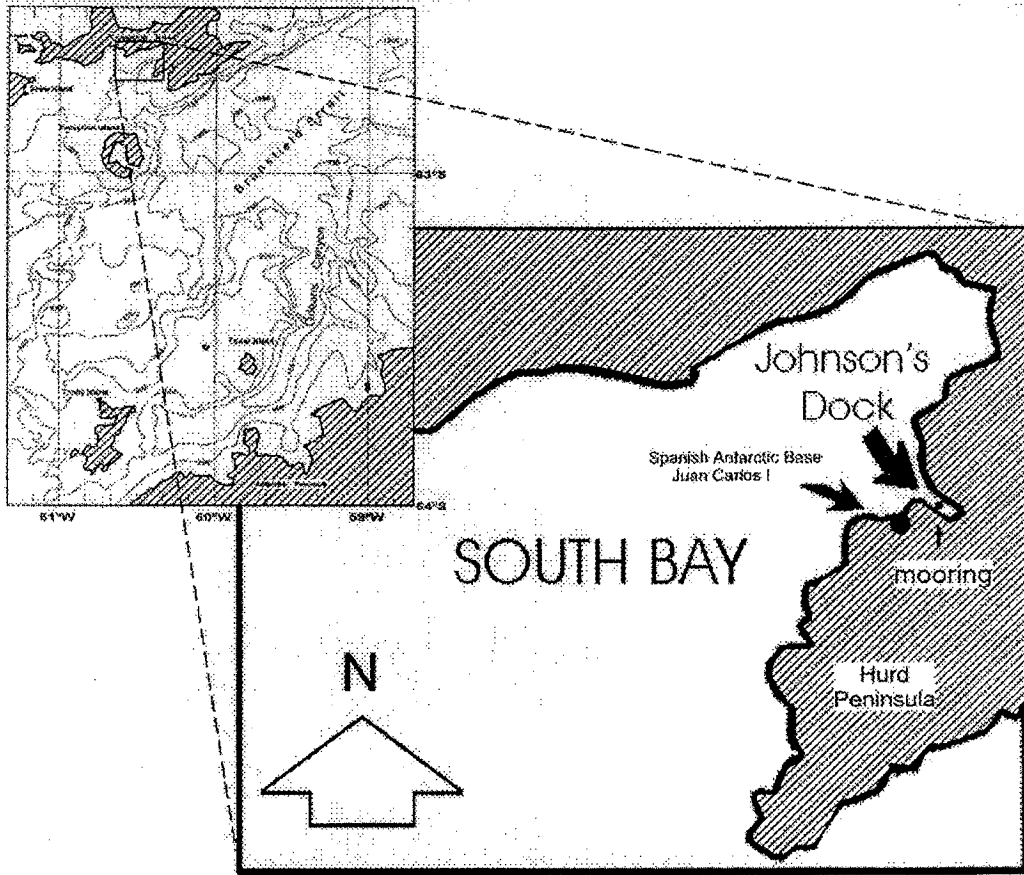 Bransfield Strait
63°S
64°S
61°W
60°W
59°W
Johnson's
Dock
Spanish Antarctic Base
Juan Carlos I
SOUTH BAY
mooring
N
Hurd
Peninsula